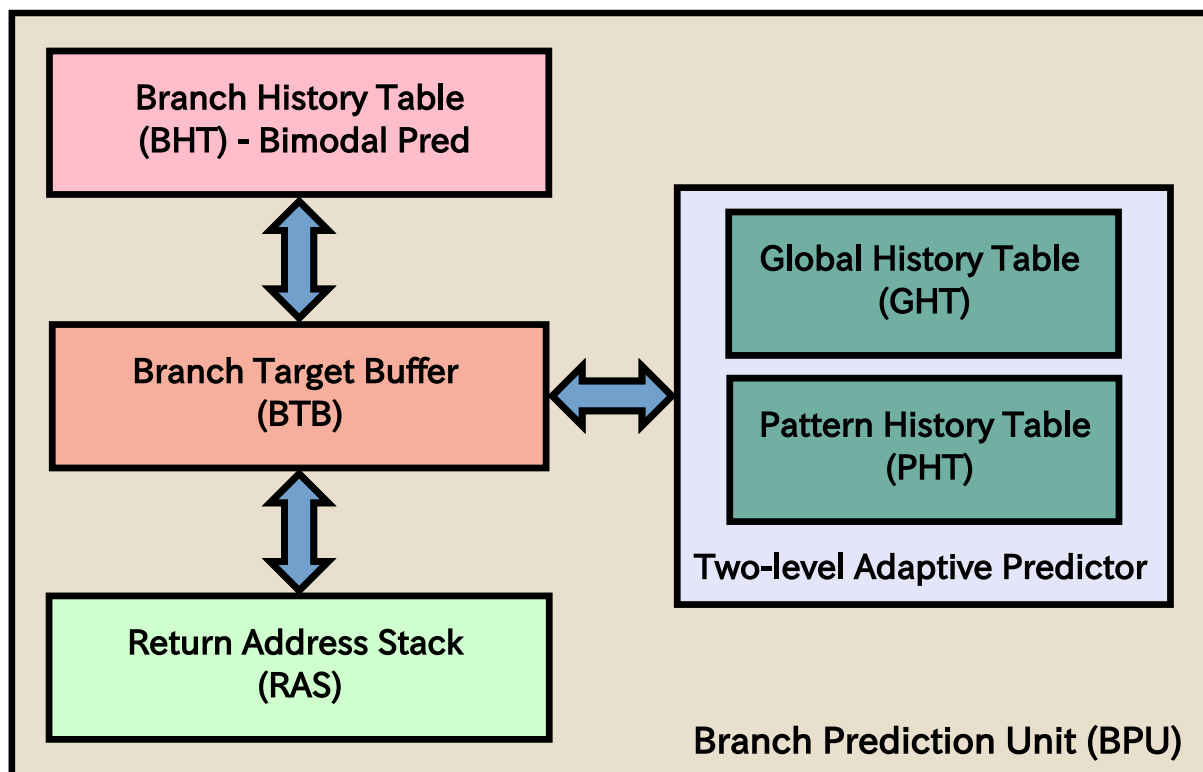 Branch History Table
(BHT) - Bimodal Pred
Global History Table
(GHT)
Branch Target Buffer
(BTB)
Pattern History Table
(PHT)
Two-level Adaptive Predictor
Return Address Stack
(RAS)
Branch Prediction Unit (BPU)